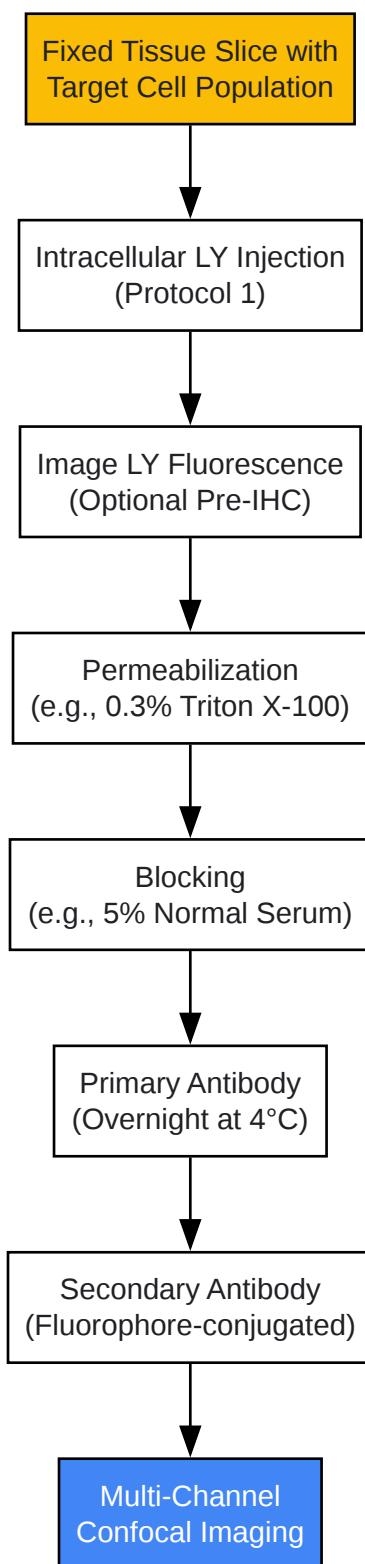 Fixed Tissue Slice with
Target Cell Population
Intracellular LY Injection
(Protocol 1)
Image LY Fluorescence
(Optional Pre-IHC)
Permeabilization
(e.g., 0.3% Triton X-100)
Blocking
(e.g., 5% Normal Serum)
Primary Antibody
(Overnight at 4°C)
Secondary Antibody
(Fluorophore-conjugated)
Multi-Channel
Confocal Imaging